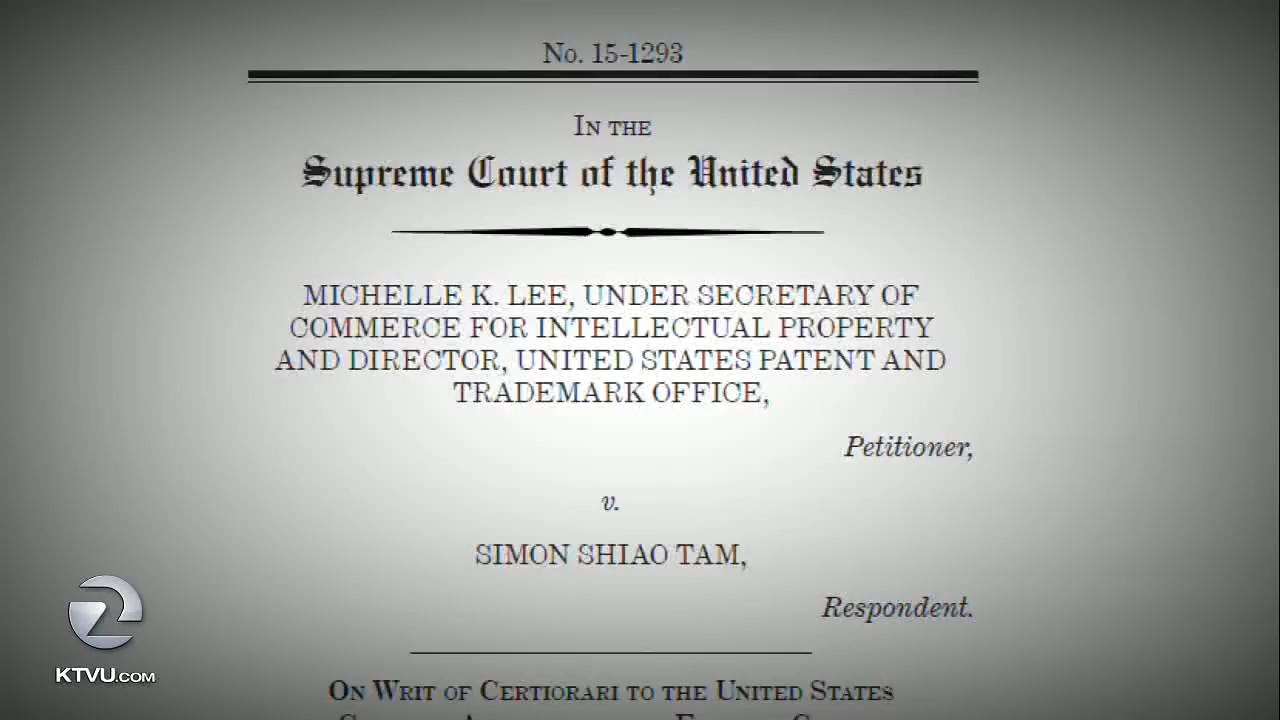 No. 15-1293
IN THE
Supreme Court of the United States
MICHELLE K. LEE, UNDER SECRETARY OF
COMMERCE FOR INTELLECTUAL PROPERTY
AND DIRECTOR, UNITED STATES PATENT AND
TRADEMARK OFFICE,
Petitioner,
v.
SIMON SHIAO TAM,
Respondent.
ON WRIT OF CERTIORARI TO THE UNITED STATES
2
KTVU.COM